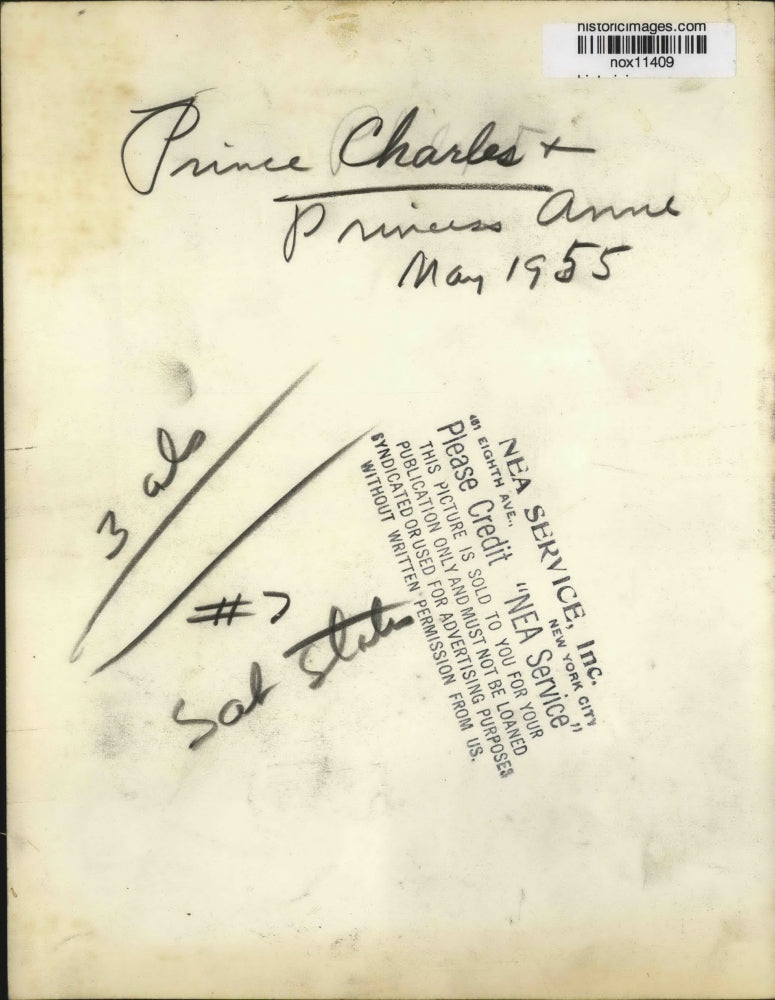 historicimages.com
nox11409
Prince Charles +
Princess Anne
May 1955
3 als
#7
Sat States
NEA SERVICE, Inc.
461 EIGHTH AVE., NEW YORK CITY
Please Credit "NEA Service"
THIS PICTURE IS SOLD TO YOU FOR YOUR
PUBLICATION ONLY AND MUST NOT BE LOANED
SYNDICATED OR USED FOR ADVERTISING PURPOSES
WITHOUT WRITTEN PERMISSION FROM US.